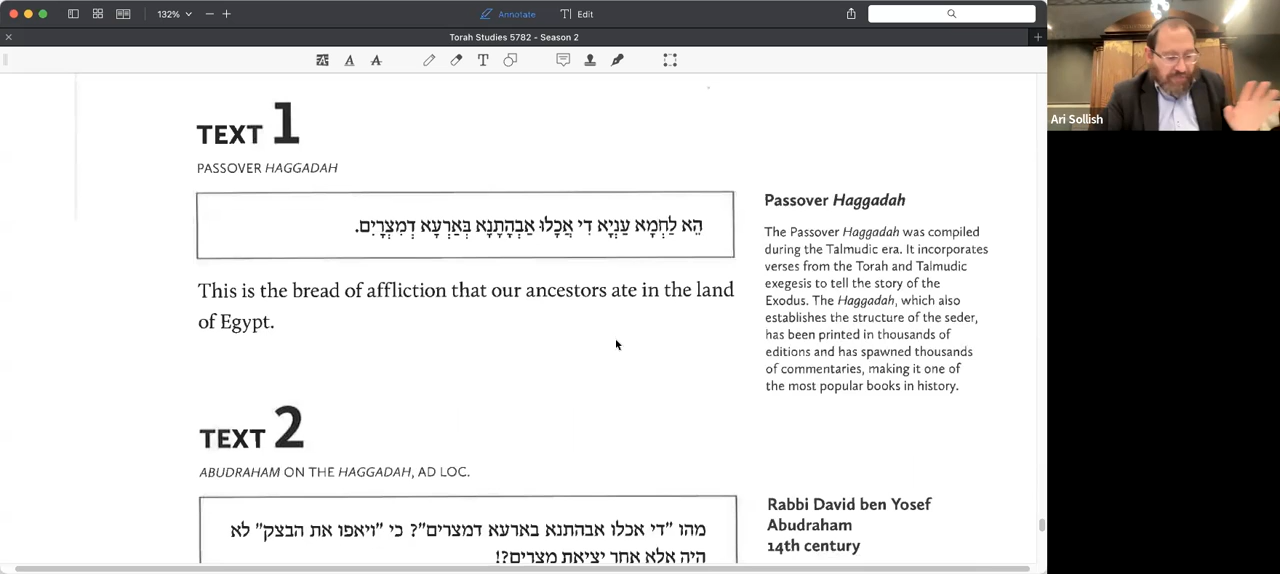 132%
Annotate
Edit
Torah Studies 5782 - Season 2
TEXT 1
PASSOVER HAGGADAH
הֵא לַחְמָא עַנְיָא דִי אֲכָלוּ אַבְהָתָנָא בְּאַרְעָא דְמִצְרָיִם.
This is the bread of affliction that our ancestors ate in the land
of Egypt.
Passover Haggadah
The Passover Haggadah was compiled
during the Talmudic era. It incorporates
verses from the Torah and Talmudic
exegesis to tell the story of the
Exodus. The Haggadah, which also
establishes the structure of the seder,
has been printed in thousands of
editions and has spawned thousands
of commentaries, making it one of
the most popular books in history.
TEXT 2
ABUDRAHAM ON THE HAGGADAH, AD LOC.
מהו "די אכלו אבהתנא בארעא דמצרים"? כי "ויאפו את הבצק" לא
היה אלא אחר יציאת מצרים?!
Rabbi David ben Yosef
Abudraham
14th century
Ari Sollish